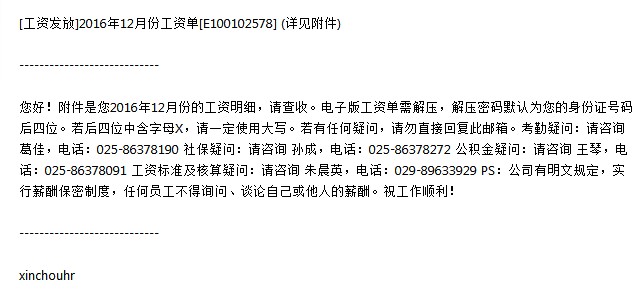 [工资发放]2016年12月份工资单[E100102578] (详见附件)
----------------------------
您好！附件是您2016年12月份的工资明细，请查收。电子版工资单需解压，解压密码默认为您的身份证号码
后四位。若后四位中含字母X，请一定使用大写。若有任何疑问，请勿直接回复此邮箱。考勤疑问：请咨询
葛佳，电话：025-86378190 社保疑问：请咨询 孙成，电话：025-86378272 公积金疑问：请咨询 王琴，电
话：025-86378091 工资标准及核算疑问：请咨询 朱晨英，电话：029-89633929 PS：公司有明文规定，实
行薪酬保密制度，任何员工不得询问、谈论自己或他人的薪酬。祝工作顺利！
----------------------------
xinchouhr